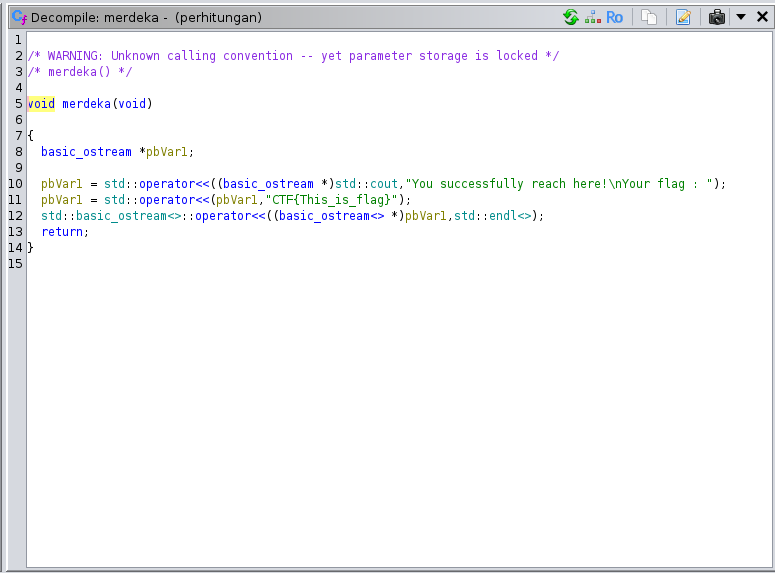 Cf Decompile: merdeka - (perhitungan) Ro
1
2 /* WARNING: Unknown calling convention -- yet parameter storage is locked */
3 /* merdeka() */
4
5 void merdeka(void)
6
7 {
8 basic_ostream *pbVar1;
9
10 pbVar1 = std::operator<<((basic_ostream *)std::cout,"You successfully reach here!\nYour flag : ");
11 pbVar1 = std::operator<<(pbVar1,"CTF{This_is_flag}");
12 std::basic_ostream<>::operator<<((basic_ostream<> *)pbVar1,std::endl<>);
13 return;
14 }
15